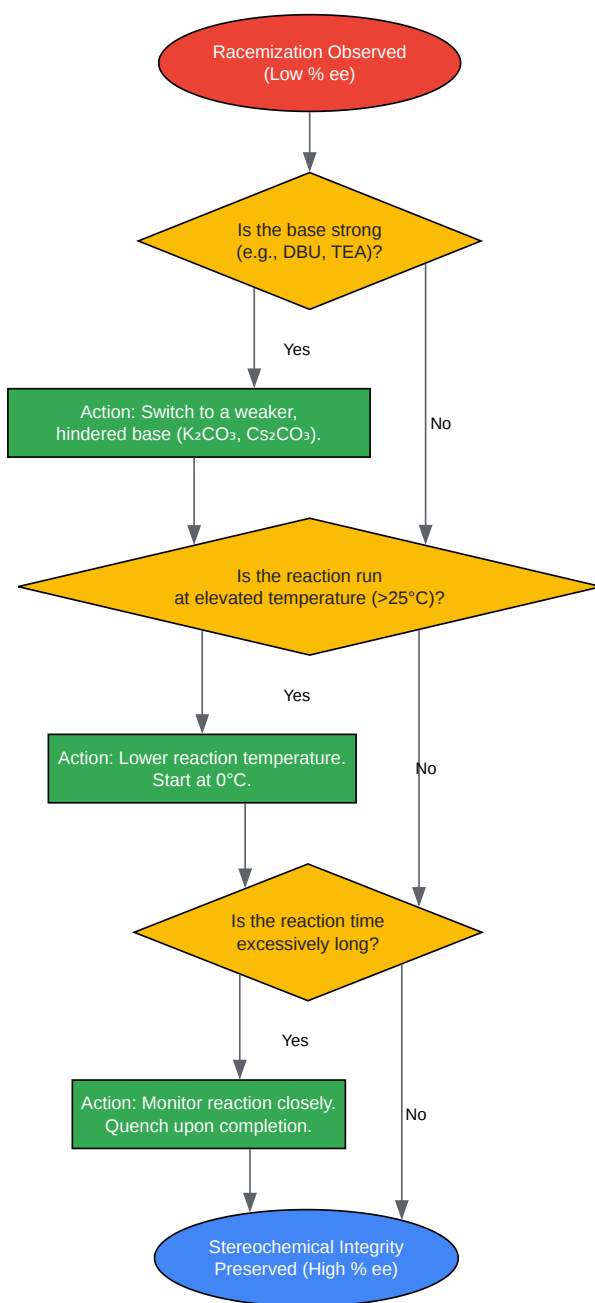 Racemization Observed
(Low % ee)
Is the base strong
(e.g., DBU, TEA)?
Yes
Action: Switch to a weaker,
hindered base (K₂CO₃, Cs₂CO₃).
No
Is the reaction run
at elevated temperature (>25°C)?
Yes
Action: Lower reaction temperature.
Start at 0°C.
No
Is the reaction time
excessively long?
Yes
Action: Monitor reaction closely.
Quench upon completion.
No
Stereochemical Integrity
Preserved (High % ee)